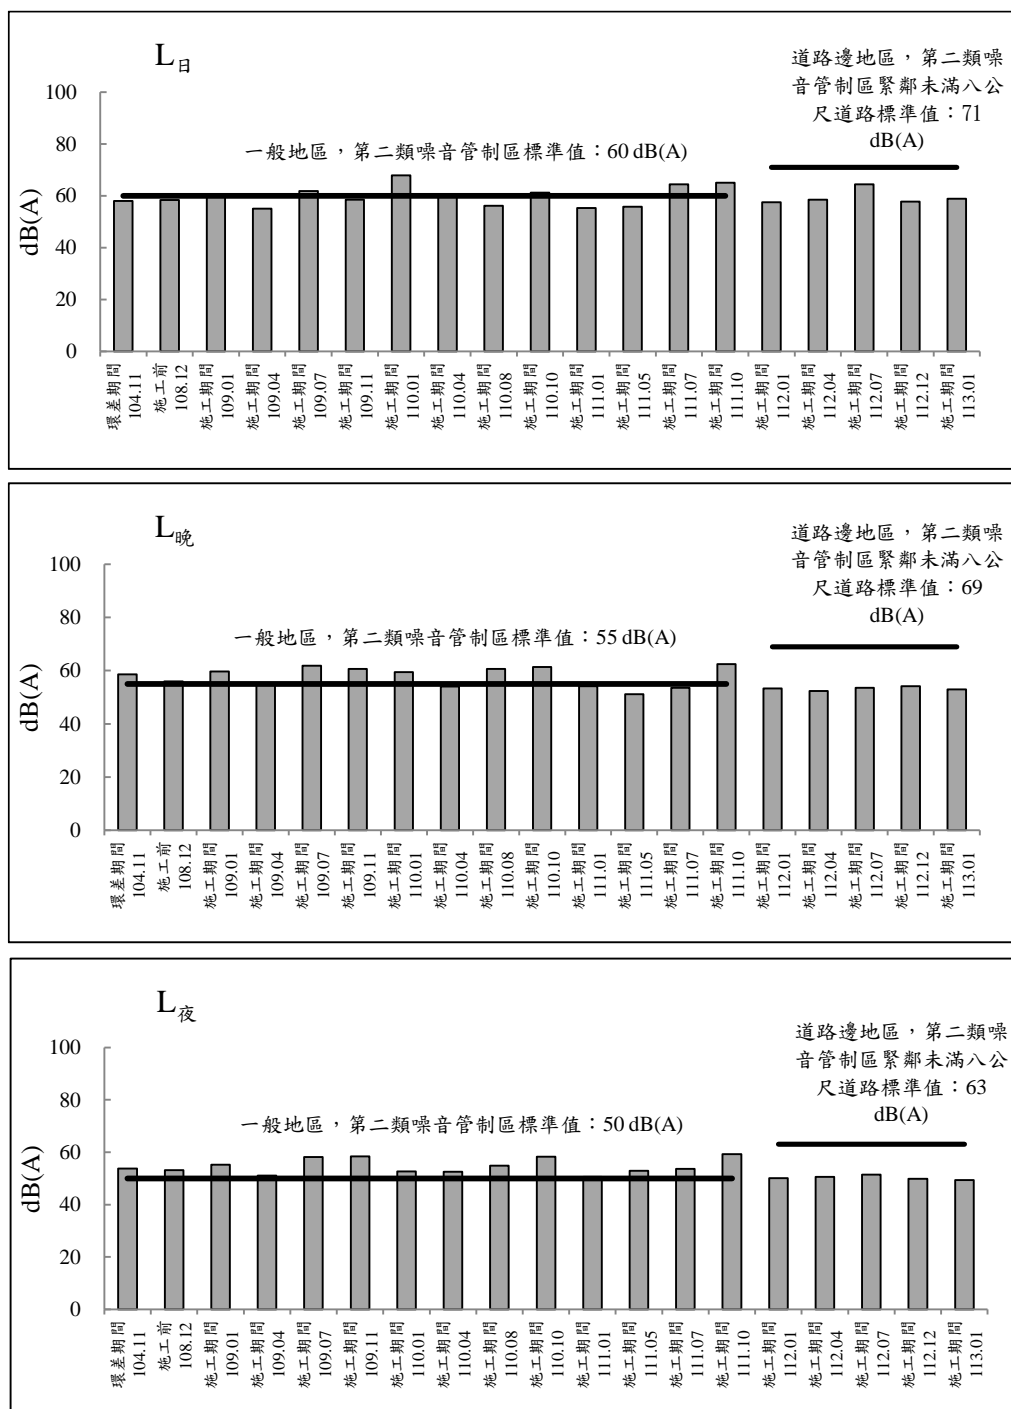 L日
道路邊地區，第二類噪
音管制區緊鄰未滿八公
尺道路標準值：71
dB(A)
一般地區，第二類噪音管制區標準值：60 dB(A)
dB(A)
100
80
60
40
20
0
環差期間 104.11
施工前 108.12
施工期間 109.01
施工期間 109.04
施工期間 109.07
施工期間 109.11
施工期間 110.01
施工期間 110.04
施工期間 110.08
施工期間 110.10
施工期間 111.01
施工期間 111.05
施工期間 111.07
施工期間 111.10
施工期間 112.01
施工期間 112.04
施工期間 112.07
施工期間 112.12
施工期間 113.01
L晚
道路邊地區，第二類噪
音管制區緊鄰未滿八公
尺道路標準值：69
dB(A)
一般地區，第二類噪音管制區標準值：55 dB(A)
dB(A)
100
80
60
40
20
0
環差期間 104.11
施工前 108.12
施工期間 109.01
施工期間 109.04
施工期間 109.07
施工期間 109.11
施工期間 110.01
施工期間 110.04
施工期間 110.08
施工期間 110.10
施工期間 111.01
施工期間 111.05
施工期間 111.07
施工期間 111.10
施工期間 112.01
施工期間 112.04
施工期間 112.07
施工期間 112.12
施工期間 113.01
L夜
道路邊地區，第二類噪
音管制區緊鄰未滿八公
尺道路標準值：63
dB(A)
一般地區，第二類噪音管制區標準值：50 dB(A)
dB(A)
100
80
60
40
20
0
環差期間 104.11
施工前 108.12
施工期間 109.01
施工期間 109.04
施工期間 109.07
施工期間 109.11
施工期間 110.01
施工期間 110.04
施工期間 110.08
施工期間 110.10
施工期間 111.01
施工期間 111.05
施工期間 111.07
施工期間 111.10
施工期間 112.01
施工期間 112.04
施工期間 112.07
施工期間 112.12
施工期間 113.01